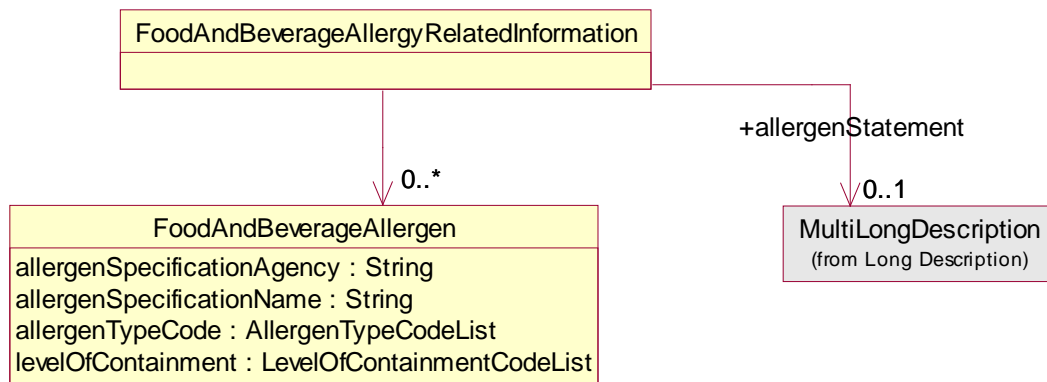 FoodAndBeverageAllergyRelatedInformation
+allergenStatement
0..*
0..1
FoodAndBeverageAllergen
allergenSpecificationAgency : String
allergenSpecificationName : String
allergenTypeCode : AllergenTypeCodeList
levelOfContainment : LevelOfContainmentCodeList
MultiLongDescription
(from Long Description)